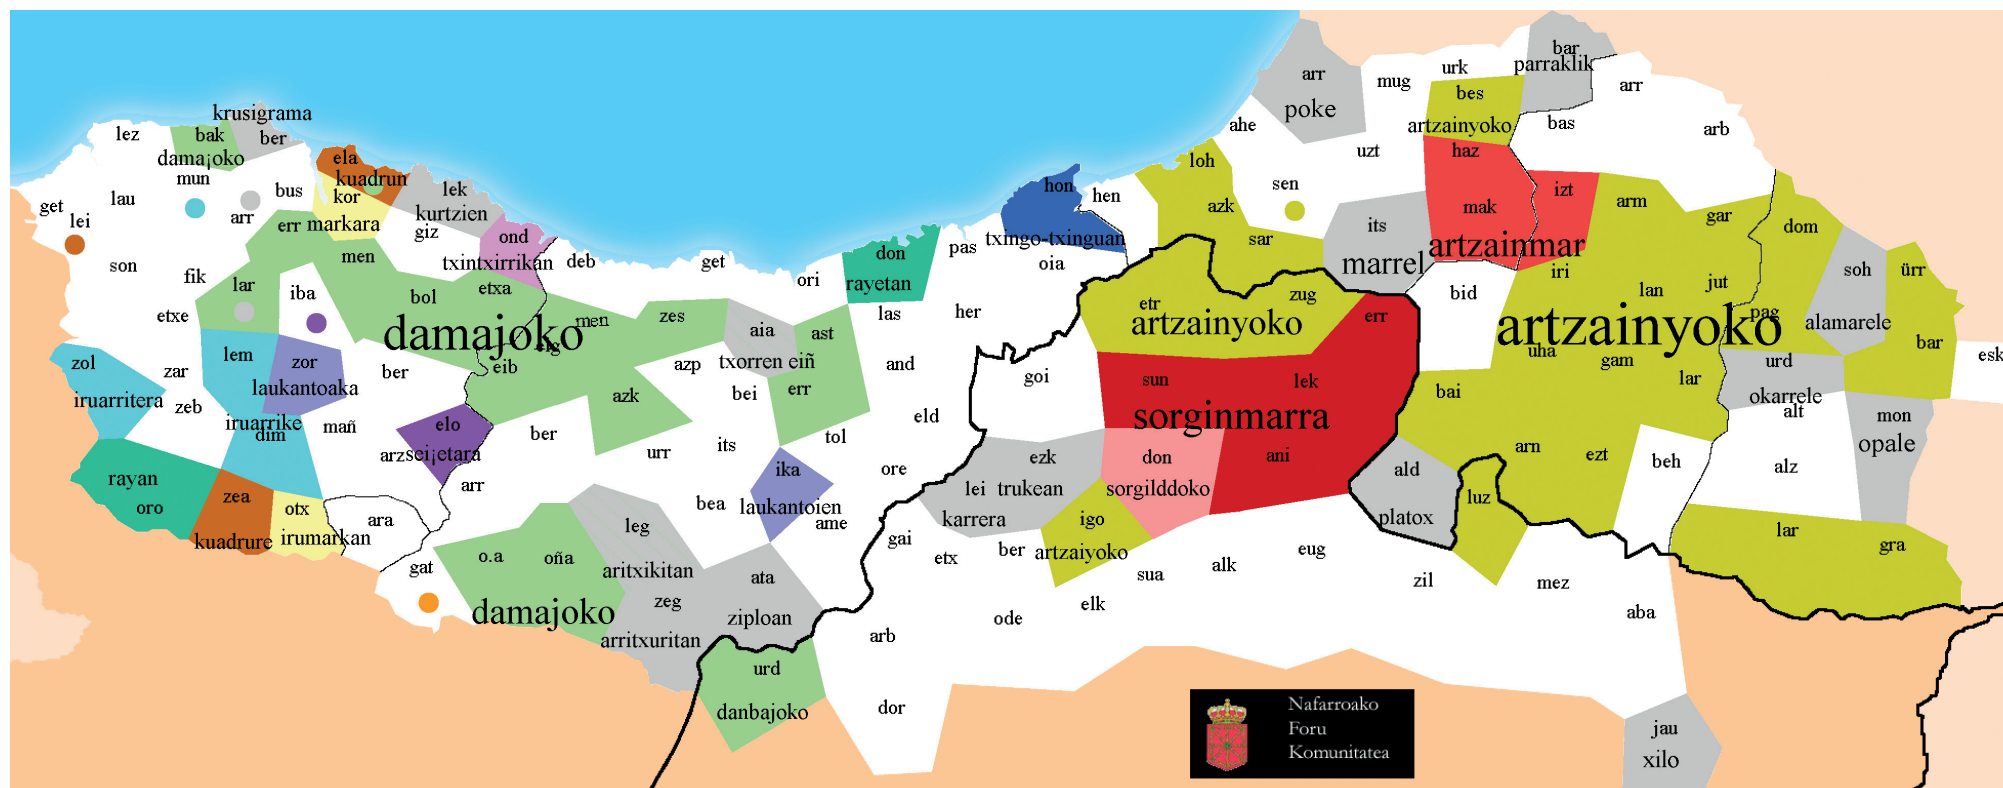 krusigrama
lez
bak
ber
damajoko
mun
ela
kuadrun
get
lei
lau
arr
bus
kor
lek
kurtzien
err
markara
giz
ond
txintxirrikan
son
fik
men
deb
get
ori
don
rayetan
pas
lar
iba
etxe
bol
etxa
damajoko
men
elg
eib
zes
aia
txorren eiñ
ast
las
her
and
zol
iruarritera
zar
zeb
lem
zor
laukantoaka
ber
iruarrike
dim
mañ
azk
azp
bei
err
eld
tol
elo
arz
sei¡etara
arr
ber
urr
its
ore
ika
laukantoien
ame
bea
rayan
oro
zea
kuadrure
otx
irumarkan
ara
gat
o.a
oña
damajoko
leg
aritxikitan
zeg
arritxuritan
ata
ziploan
urd
danbajoko
arb
dor
gai
etx
ber
ode
elk
sua
alk
eug
zil
mez
aba
hon
hen
txingo-txinguan
oia
ahe
loh
azk
sar
sen
arr
poke
mug
urk
uzt
bes
artzainyoko
bar
parraklik
arr
bas
arb
haz
mak
izt
artzainmar
its
marrel
iri
bid
arm
gar
dom
soh
ürr
lan
jut
artzainyoko
pag
alamarele
bar
esk
uha
gam
lar
urd
okarrele
alt
mon
opale
bai
arn
ezt
beh
alz
lar
gra
etr
zug
artzainyoko
err
goi
sun
lek
sorginmarra
ezk
lei
trukean
karrera
don
sorgilddoko
ani
igo
artzaiyoko
ald
platox
luz
jau
xilo
Nafarroako
Foru
Komunitatea